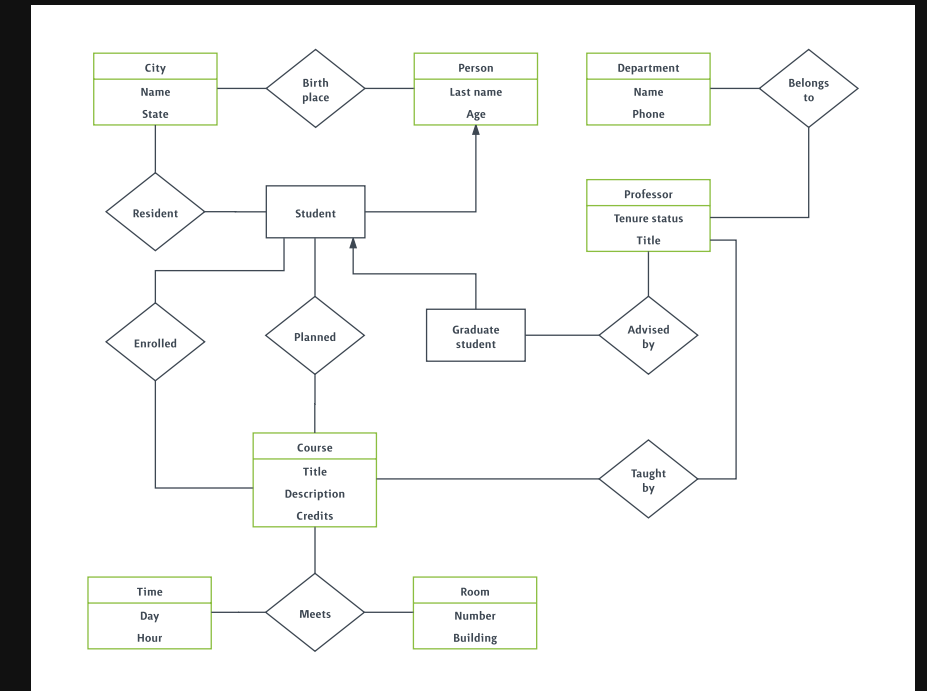 City
Name
State
Birth
place
Person
Last name
Age
Department
Name
Phone
Belongs
to
Resident
Student
Professor
Tenure status
Title
Enrolled
Planned
Graduate
student
Advised
by
Course
Title
Description
Credits
Taught
by
Time
Day
Hour
Meets
Room
Number
Building